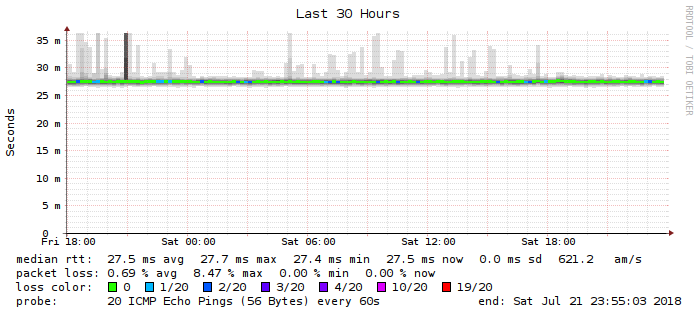 Last 30 Hours
RRDTOOL / TOBI OETIKER
Seconds
35 m
30 m
25 m
20 m
15 m
10 m
5 m
0
Fri 18:00 Sat 00:00 Sat 06:00 Sat 12:00 Sat 18:00
median rtt: 27.5 ms avg 27.7 ms max 27.4 ms min 27.5 ms now 0.0 ms sd 621.2 am/s
packet loss: 0.69 % avg 8.47 % max 0.00 % min 0.00 % now
loss color: 0 1/20 2/20 3/20 4/20 10/20 19/20
probe: 20 ICMP Echo Pings (56 Bytes) every 60s end: Sat Jul 21 23:55:03 2018